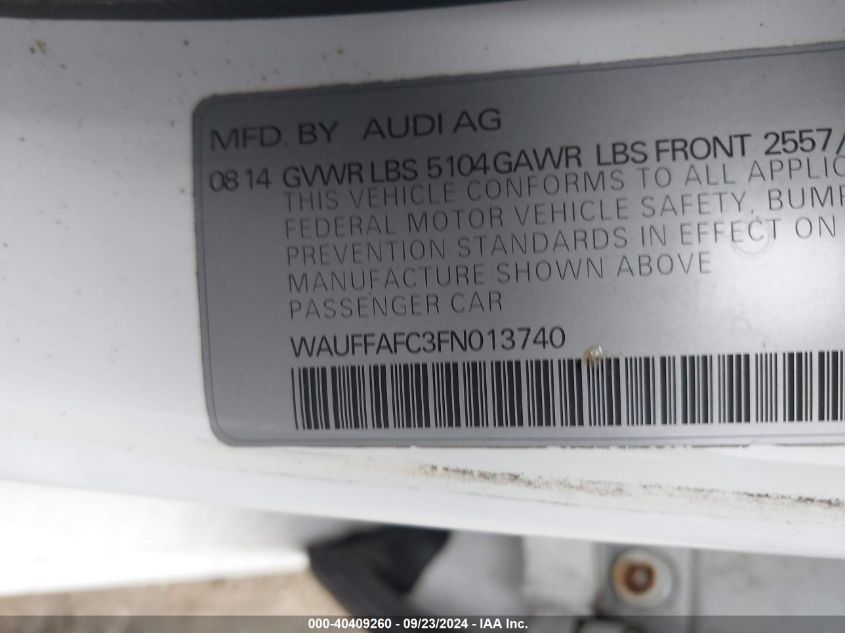 MFD. BY AUDI AG
08 14 GVWR LBS 5104 GAWR LBS FRONT 2557/
THIS VEHICLE CONFORMS TO ALL APPLIC
FEDERAL MOTOR VEHICLE SAFETY, BUMP
PREVENTION STANDARDS IN EFFECT ON
MANUFACTURE SHOWN ABOVE
PASSENGER CAR
WAUFFAFC3FN013740
000-40409260 - 09/23/2024 - IAA Inc.